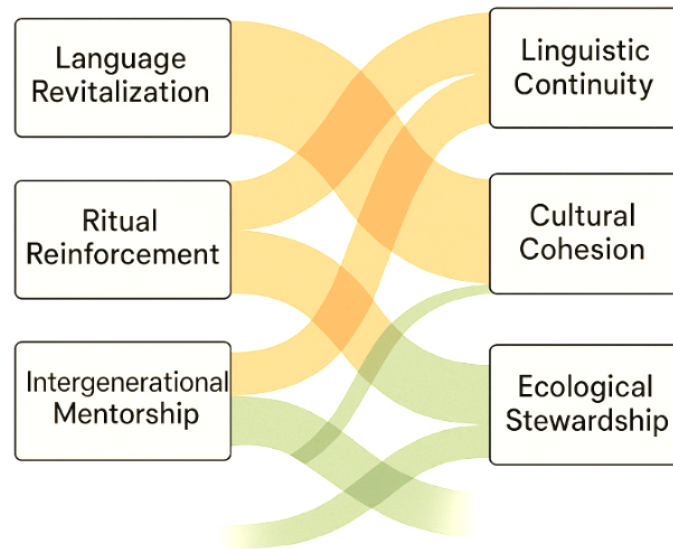 Language
Revitalization
Linguistic
Continuity
Ritual
Reinforcement
Cultural
Cohesion
Intergenerational
Mentorship
Ecological
Stewardship